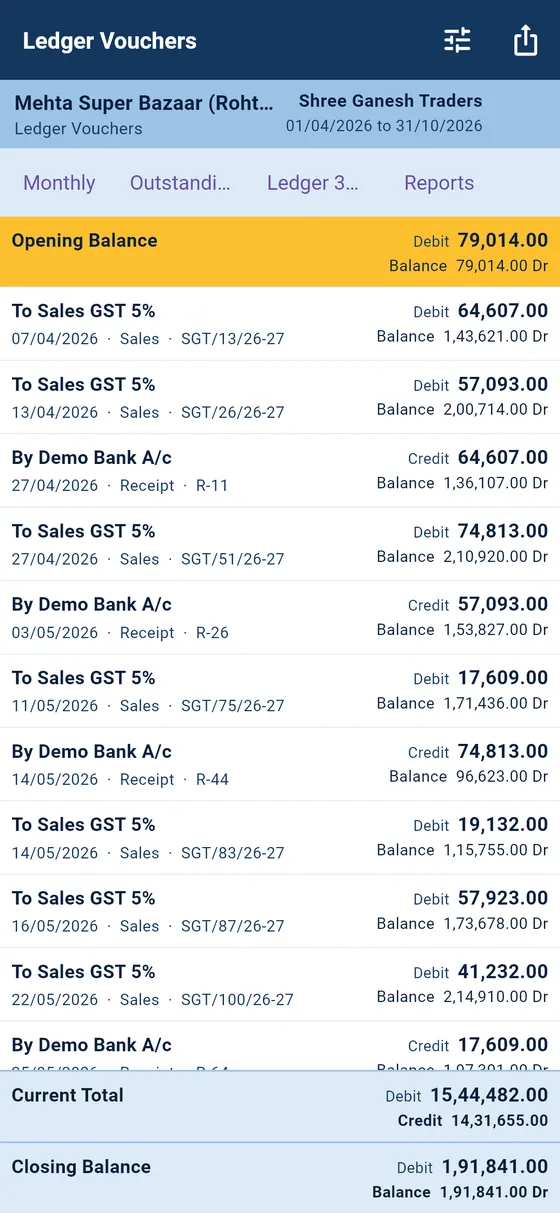 Ledger Vouchers
Mehta Super Bazaar (Roht... Shree Ganesh Traders
Ledger Vouchers 01/04/2026 to 31/10/2026
Monthly Outstandi... Ledger 3... Reports
Opening Balance Debit 79,014.00
Balance 79,014.00 Dr
To Sales GST 5% Debit 64,607.00
07/04/2026 · Sales · SGT/13/26-27 Balance 1,43,621.00 Dr
To Sales GST 5% Debit 57,093.00
13/04/2026 · Sales · SGT/26/26-27 Balance 2,00,714.00 Dr
By Demo Bank A/c Credit 64,607.00
27/04/2026 · Receipt · R-11 Balance 1,36,107.00 Dr
To Sales GST 5% Debit 74,813.00
27/04/2026 · Sales · SGT/51/26-27 Balance 2,10,920.00 Dr
By Demo Bank A/c Credit 57,093.00
03/05/2026 · Receipt · R-26 Balance 1,53,827.00 Dr
To Sales GST 5% Debit 17,609.00
11/05/2026 · Sales · SGT/75/26-27 Balance 1,71,436.00 Dr
By Demo Bank A/c Credit 74,813.00
14/05/2026 · Receipt · R-44 Balance 96,623.00 Dr
To Sales GST 5% Debit 19,132.00
14/05/2026 · Sales · SGT/83/26-27 Balance 1,15,755.00 Dr
To Sales GST 5% Debit 57,923.00
16/05/2026 · Sales · SGT/87/26-27 Balance 1,73,678.00 Dr
To Sales GST 5% Debit 41,232.00
22/05/2026 · Sales · SGT/100/26-27 Balance 2,14,910.00 Dr
By Demo Bank A/c Credit 17,609.00
Current Total Debit 15,44,482.00
Credit 14,31,655.00
Closing Balance Debit 1,91,841.00
Balance 1,91,841.00 Dr